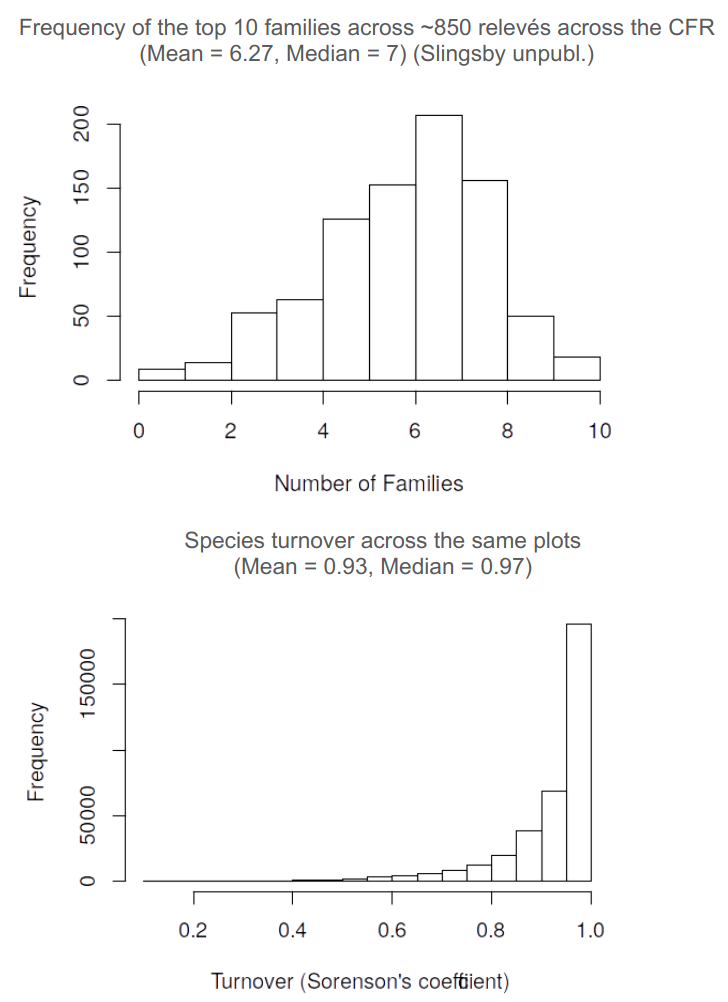 Frequency of the top 10 families across ~850 relevés across the CFR
(Mean = 6.27, Median = 7) (Slingsby unpubl.)
200
150
100
50
0
Frequency
0 2 4 6 8 10
Number of Families
Species turnover across the same plots
(Mean = 0.93, Median = 0.97)
150000
50000
0
Frequency
0.2 0.4 0.6 0.8 1.0
Turnover (Sorenson's coefficient)